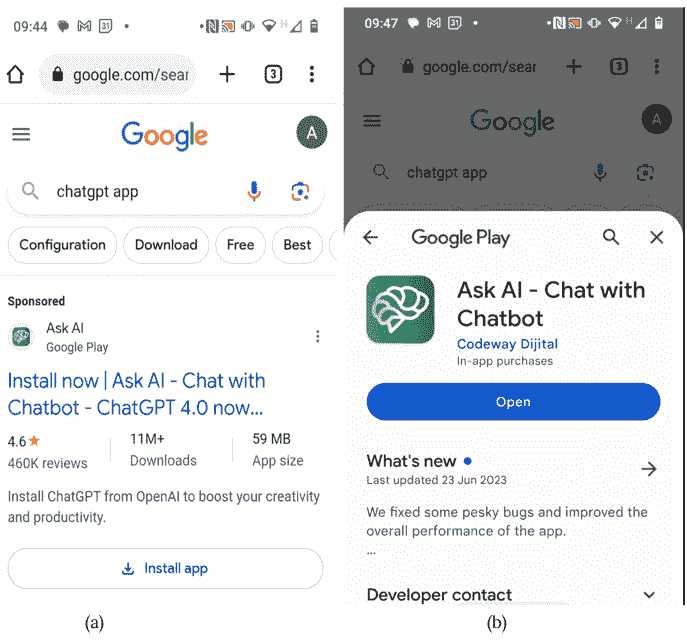 09:44 31
google.com/sear 3
Google A
chatgpt app
Configuration Download Free Best
Sponsored
Ask AI
Google Play
Install now | Ask AI - Chat with
Chatbot - ChatGPT 4.0 now...
4.6★ 11M+ 59 MB
460K reviews Downloads App size
Install ChatGPT from OpenAI to boost your creativity
and productivity.
Install app
(a)
09:47 31
google.com/sear 3
Google A
chatgpt app
Google Play
Ask AI - Chat with
Chatbot
Codeway Dijital
In-app purchases
Open
What's new
Last updated 23 Jun 2023
We fixed some pesky bugs and improved the
overall performance of the app.
...
Developer contact
(b)